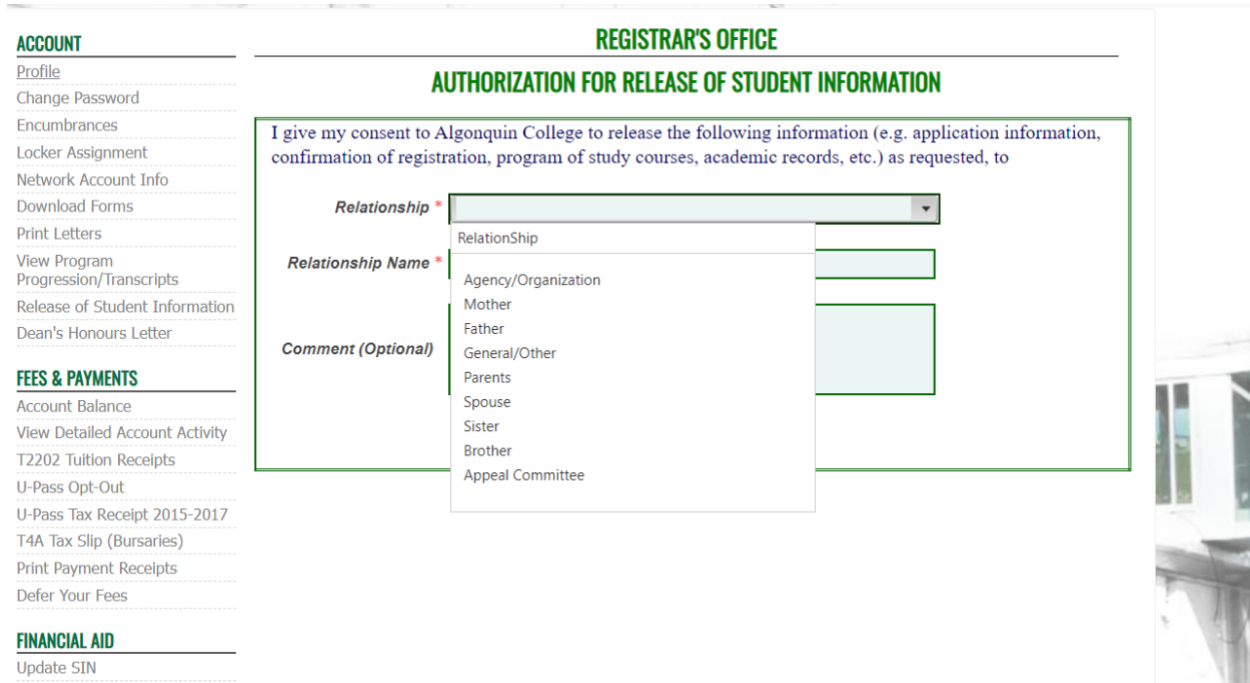 ACCOUNT
Profile
Change Password
Encumbrances
Locker Assignment
Network Account Info
Download Forms
Print Letters
View Program
Progression/Transcripts
Release of Student Information
Dean's Honours Letter
FEES & PAYMENTS
Account Balance
View Detailed Account Activity
T2202 Tuition Receipts
U-Pass Opt-Out
U-Pass Tax Receipt 2015-2017
T4A Tax Slip (Bursaries)
Print Payment Receipts
Defer Your Fees
FINANCIAL AID
Update SIN
REGISTRAR'S OFFICE
AUTHORIZATION FOR RELEASE OF STUDENT INFORMATION
I give my consent to Algonquin College to release the following information (e.g. application information,
confirmation of registration, program of study courses, academic records, etc.) as requested, to
Relationship *
RelationShip
Agency/Organization
Mother
Father
General/Other
Parents
Spouse
Sister
Brother
Appeal Committee
Relationship Name *
Comment (Optional)